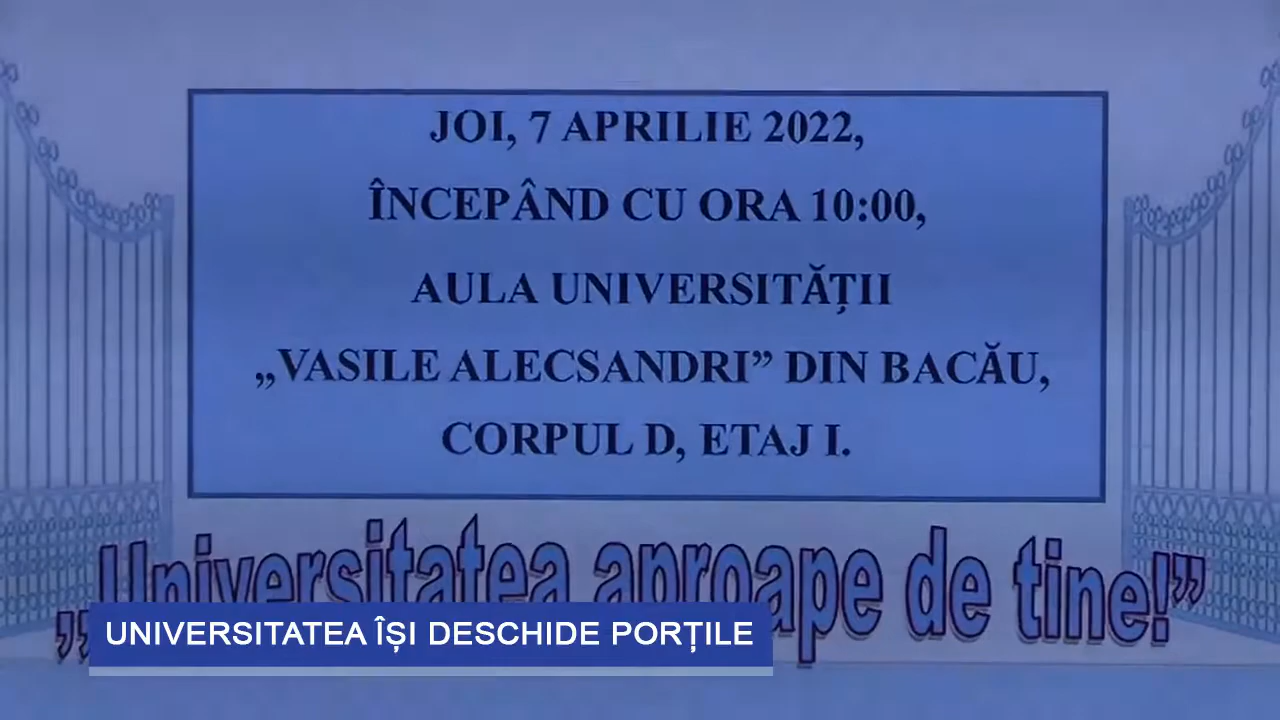 JOI, 7 APRILIE 2022,
ÎNCEPÂND CU ORA 10:00,
AULA UNIVERSITĂȚII
„VASILE ALECSANDRI” DIN BACĂU,
CORPUL D, ETAJ I.
„Universitatea aproape de tine!”
UNIVERSITATEA ÎȘI DESCHIDE PORȚILE